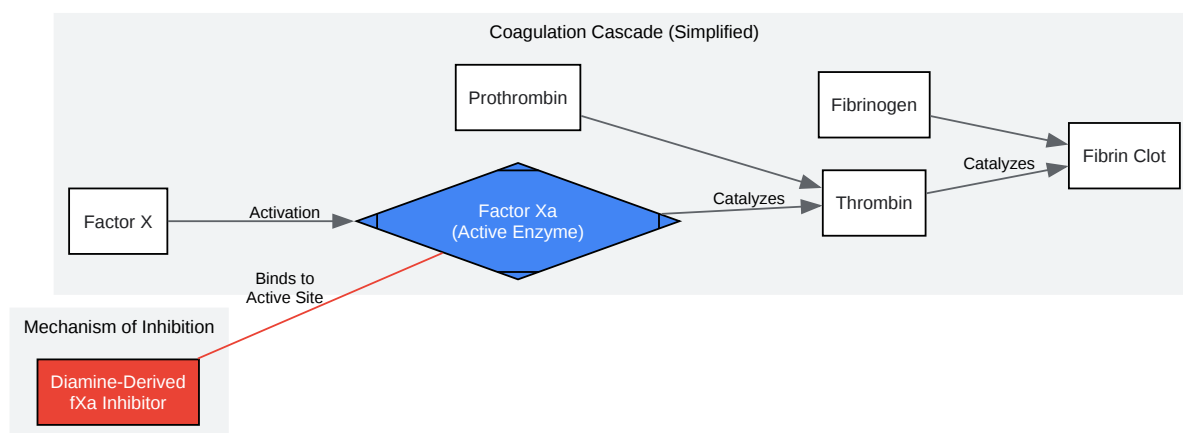 Coagulation Cascade (Simplified)
Prothrombin
Fibrinogen
Fibrin Clot
Catalyzes
Factor X
Activation
Factor Xa
(Active Enzyme)
Catalyzes
Thrombin
Binds to
Active Site
Mechanism of Inhibition
Diamine-Derived
fXa Inhibitor